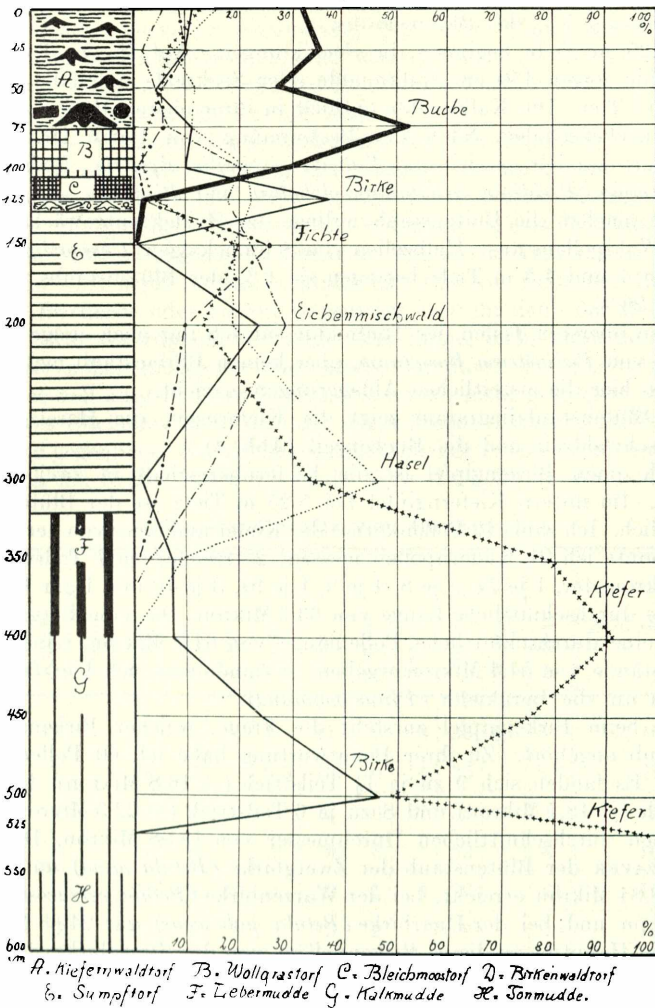 0 10 20 30 40 50 60 70 80 90 100
%
25
50
A
Buche
75
B
100
C
Birke
125
Fichte
150
E
Eichenmischwald
200
Hasel
300
F
350
Kiefer
400
G
450
Birke
500
Kiefer
525
550
H
600
cm
10 20 30 40 50 60 70 80 90 100
%
A. Kiefernwaldtorf B. Wollgrastorf C= Bleichmoostorf D= Birkenwaldtorf
E= Sumpftorf F= Lebermudde G= Kalkmudde H= Tonmudde.